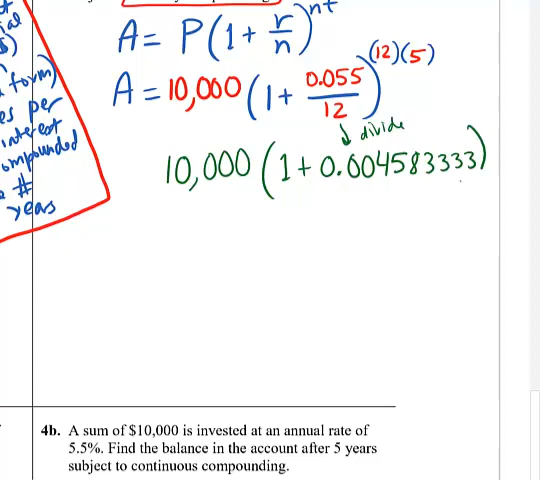 ial
$)
A = P(1 + r/n)^nt
form)
A = 10,000 (1 + 0.055/12)^(12)(5)
es per
interest
↓ divide
ompounded
10,000 (1 + 0.004583333)
#
years
4b. A sum of $10,000 is invested at an annual rate of
5.5%. Find the balance in the account after 5 years
subject to continuous compounding.